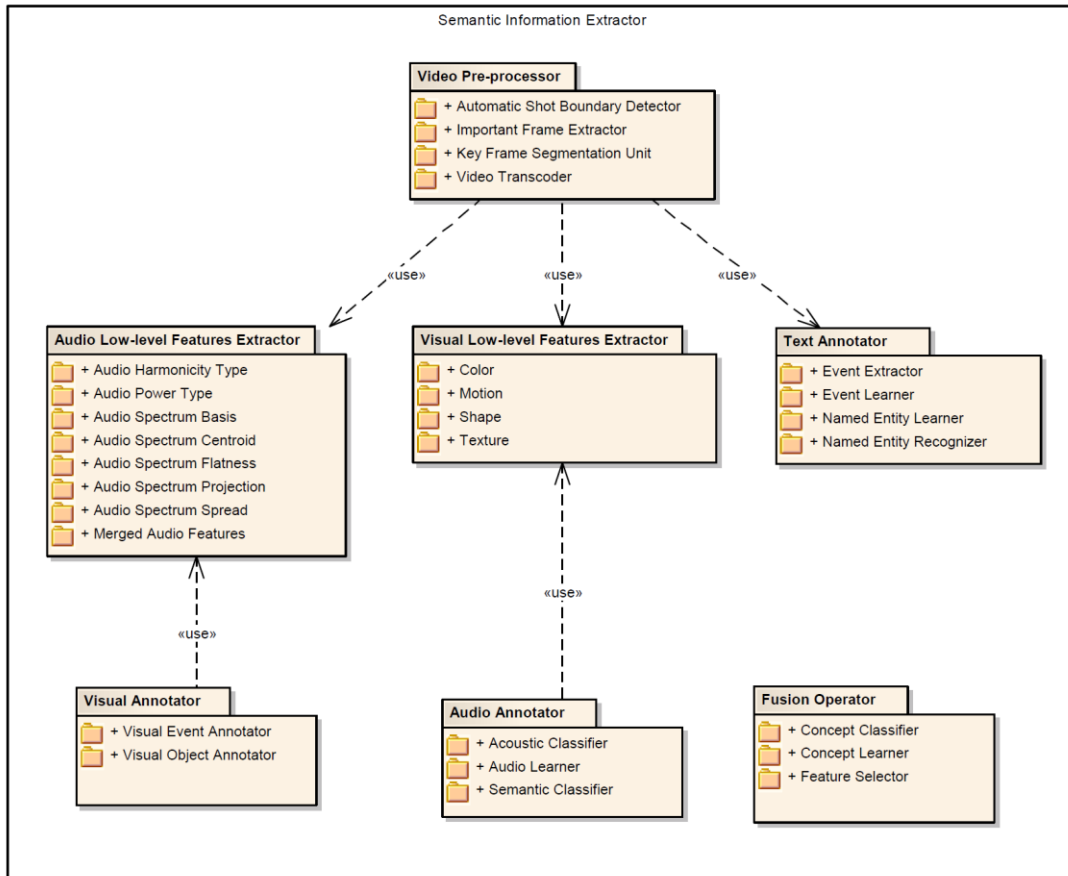 Semantic Information Extractor
Video Pre-processor
+ Automatic Shot Boundary Detector
+ Important Frame Extractor
+ Key Frame Segmentation Unit
+ Video Transcoder
«use»
«use»
«use»
Audio Low-level Features Extractor
+ Audio Harmonicity Type
+ Audio Power Type
+ Audio Spectrum Basis
+ Audio Spectrum Centroid
+ Audio Spectrum Flatness
+ Audio Spectrum Projection
+ Audio Spectrum Spread
+ Merged Audio Features
Visual Low-level Features Extractor
+ Color
+ Motion
+ Shape
+ Texture
Text Annotator
+ Event Extractor
+ Event Learner
+ Named Entity Learner
+ Named Entity Recognizer
«use»
«use»
Visual Annotator
+ Visual Event Annotator
+ Visual Object Annotator
Audio Annotator
+ Acoustic Classifier
+ Audio Learner
+ Semantic Classifier
Fusion Operator
+ Concept Classifier
+ Concept Learner
+ Feature Selector